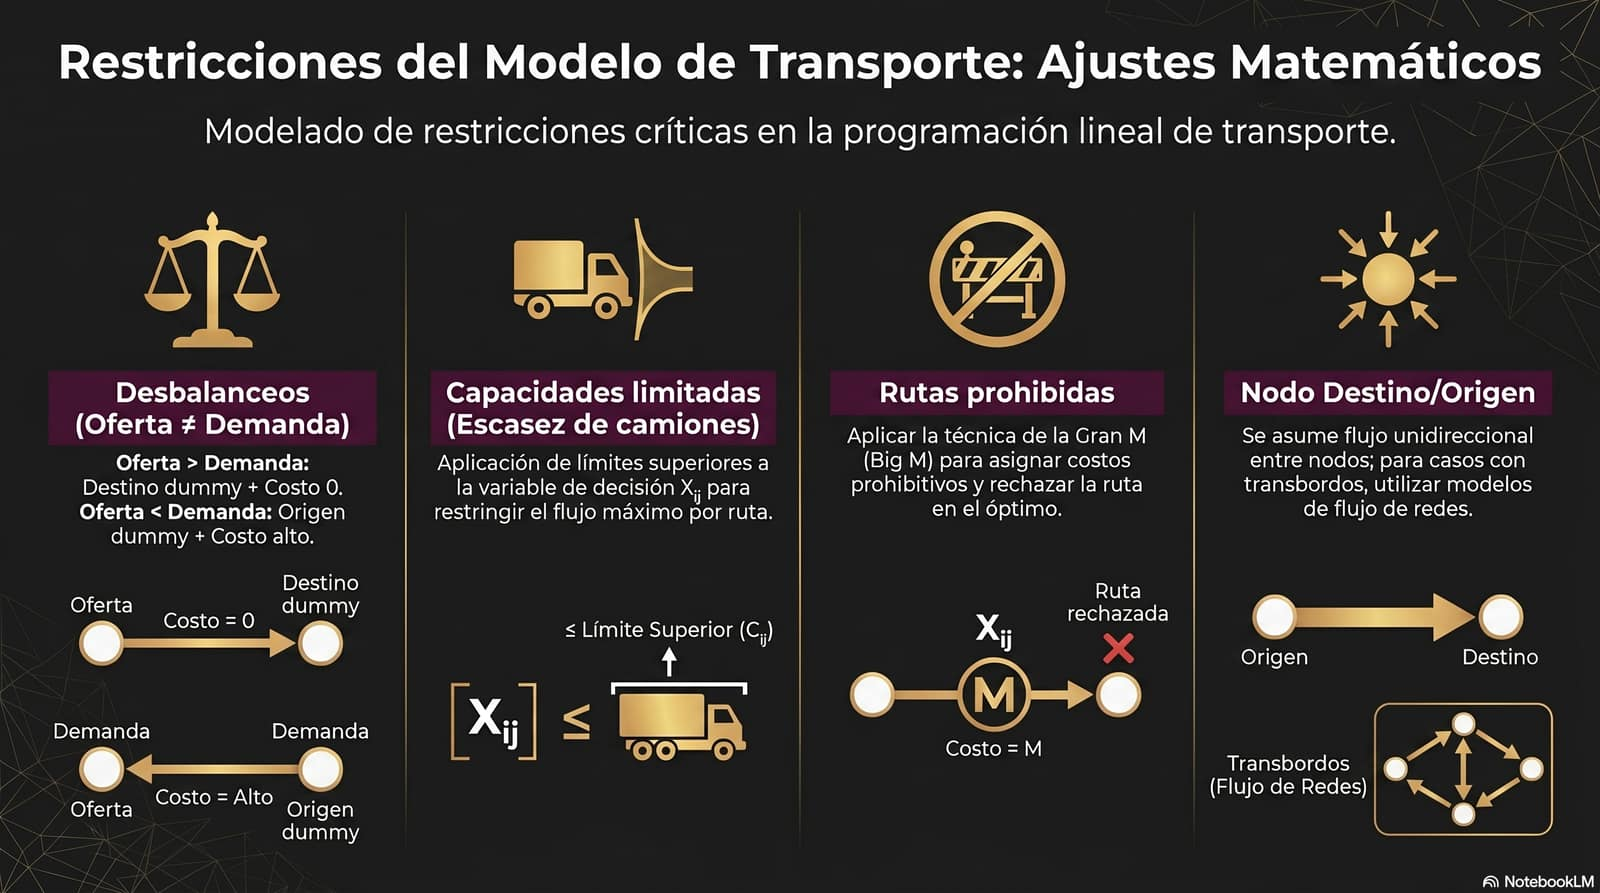 Restricciones del Modelo de Transporte: Ajustes Matemáticos
Modelado de restricciones críticas en la programación lineal de transporte.
Desbalanceos
(Oferta ≠ Demanda)
Oferta > Demanda:
Destino dummy + Costo 0.
Oferta < Demanda: Origen
dummy + Costo alto.
Oferta
Costo = 0
Destino
dummy
Demanda
Demanda
Oferta
Costo = Alto
Origen
dummy
Capacidades limitadas
(Escasez de camiones)
Aplicación de límites superiores a
la variable de decisión Xij para
restringir el flujo máximo por ruta.
≤ Límite Superior (Cij)
[Xij] ≤
Rutas prohibidas
Aplicar la técnica de la Gran M
(Big M) para asignar costos
prohibitivos y rechazar la ruta
en el óptimo.
Ruta
rechazada
Xij
M
Costo = M
Nodo Destino/Origen
Se asume flujo unidireccional
entre nodos; para casos con
transbordos, utilizar modelos
de flujo de redes.
Origen
Destino
Transbordos
(Flujo de Redes)
NotebookLM